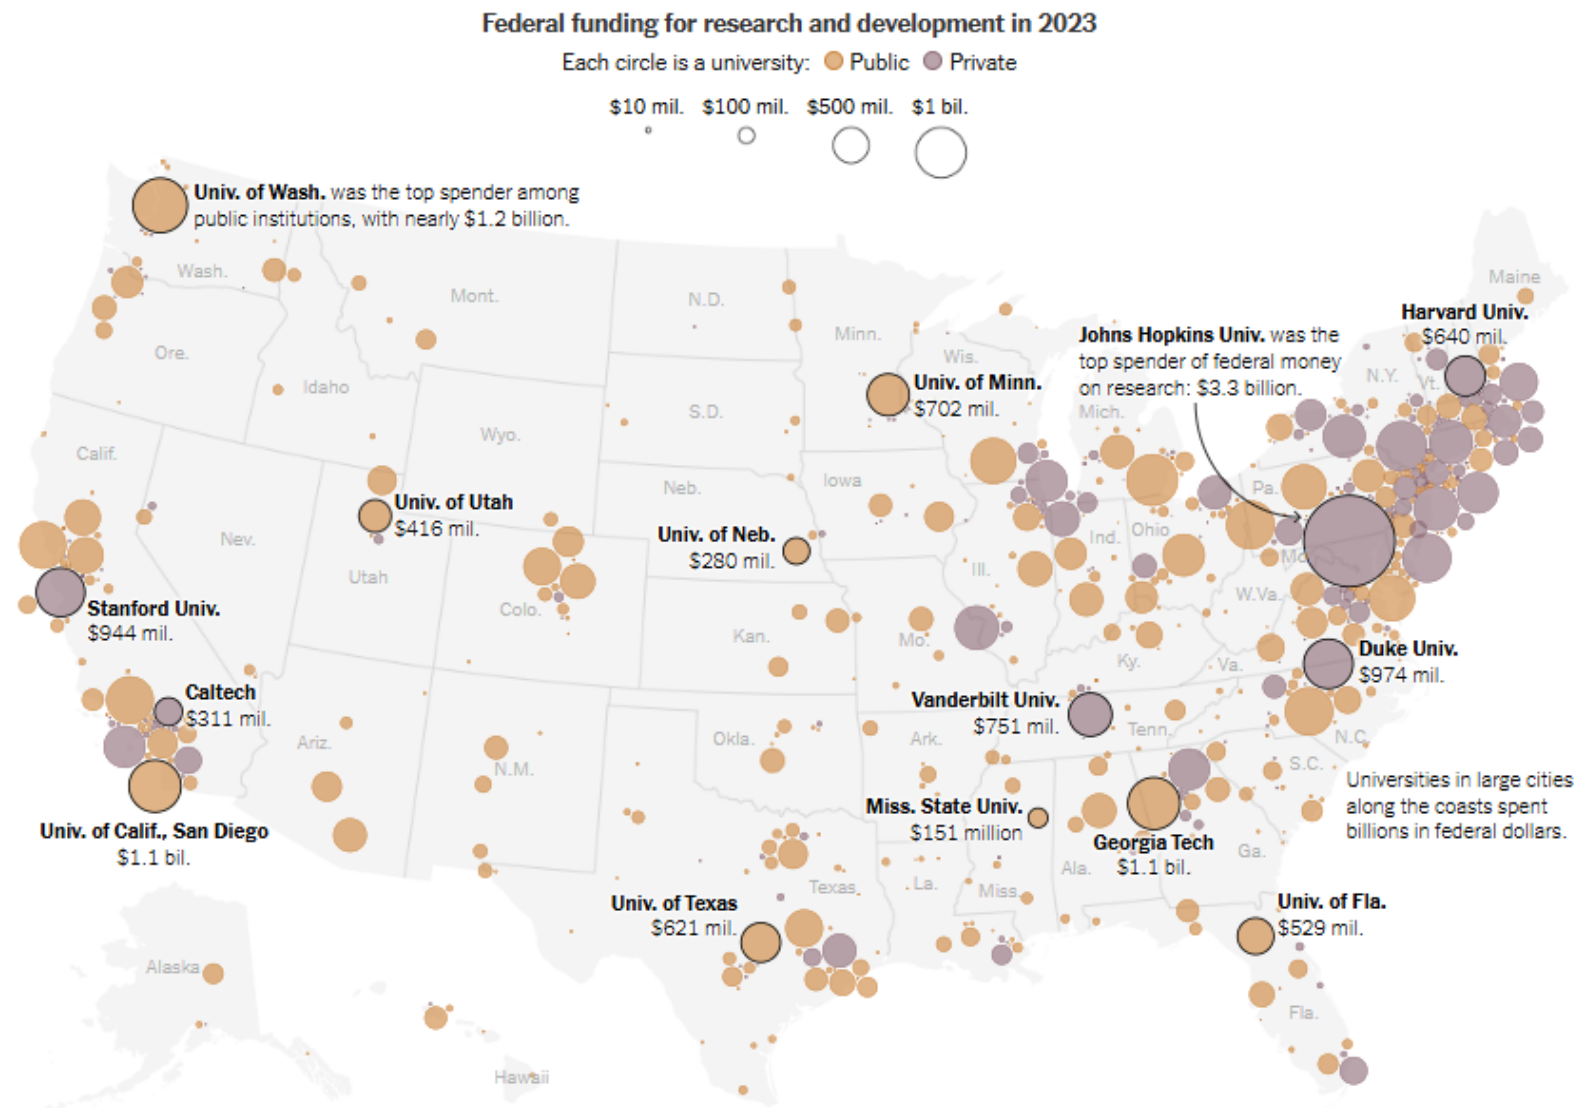 Federal funding for research and development in 2023
Each circle is a university: Public Private
$10 mil. $100 mil. $500 mil. $1 bil.
Univ. of Wash. was the top spender among
public institutions, with nearly $1.2 billion.
Wash.
Mont.
N.D.
Minn.
Maine
Harvard Univ.
$640 mil.
Johns Hopkins Univ. was the
top spender of federal money
on research: $3.3 billion.
Ore.
Idaho
Wis.
Univ. of Minn.
$702 mil.
N.Y.
Vt.
S.D.
Mich.
Wyo.
Calif.
Neb.
Iowa
Pa.
Univ. of Utah
$416 mil.
Nev.
Univ. of Neb.
$280 mil.
Ind.
Ohio
Ill.
Utah
Colo.
W.Va.
Stanford Univ.
$944 mil.
Kan.
Mo.
Ky.
Va.
Duke Univ.
$974 mil.
Caltech
$311 mil.
Vanderbilt Univ.
$751 mil.
Tenn.
N.C.
Ariz.
N.M.
Okla.
Ark.
S.C.
Universities in large cities
along the coasts spent
billions in federal dollars.
Miss. State Univ.
$151 million
Univ. of Calif., San Diego
$1.1 bil.
Georgia Tech
$1.1 bil.
Ga.
Ala.
Texas
La.
Miss.
Univ. of Texas
$621 mil.
Univ. of Fla.
$529 mil.
Alaska
Fla.
Hawaii